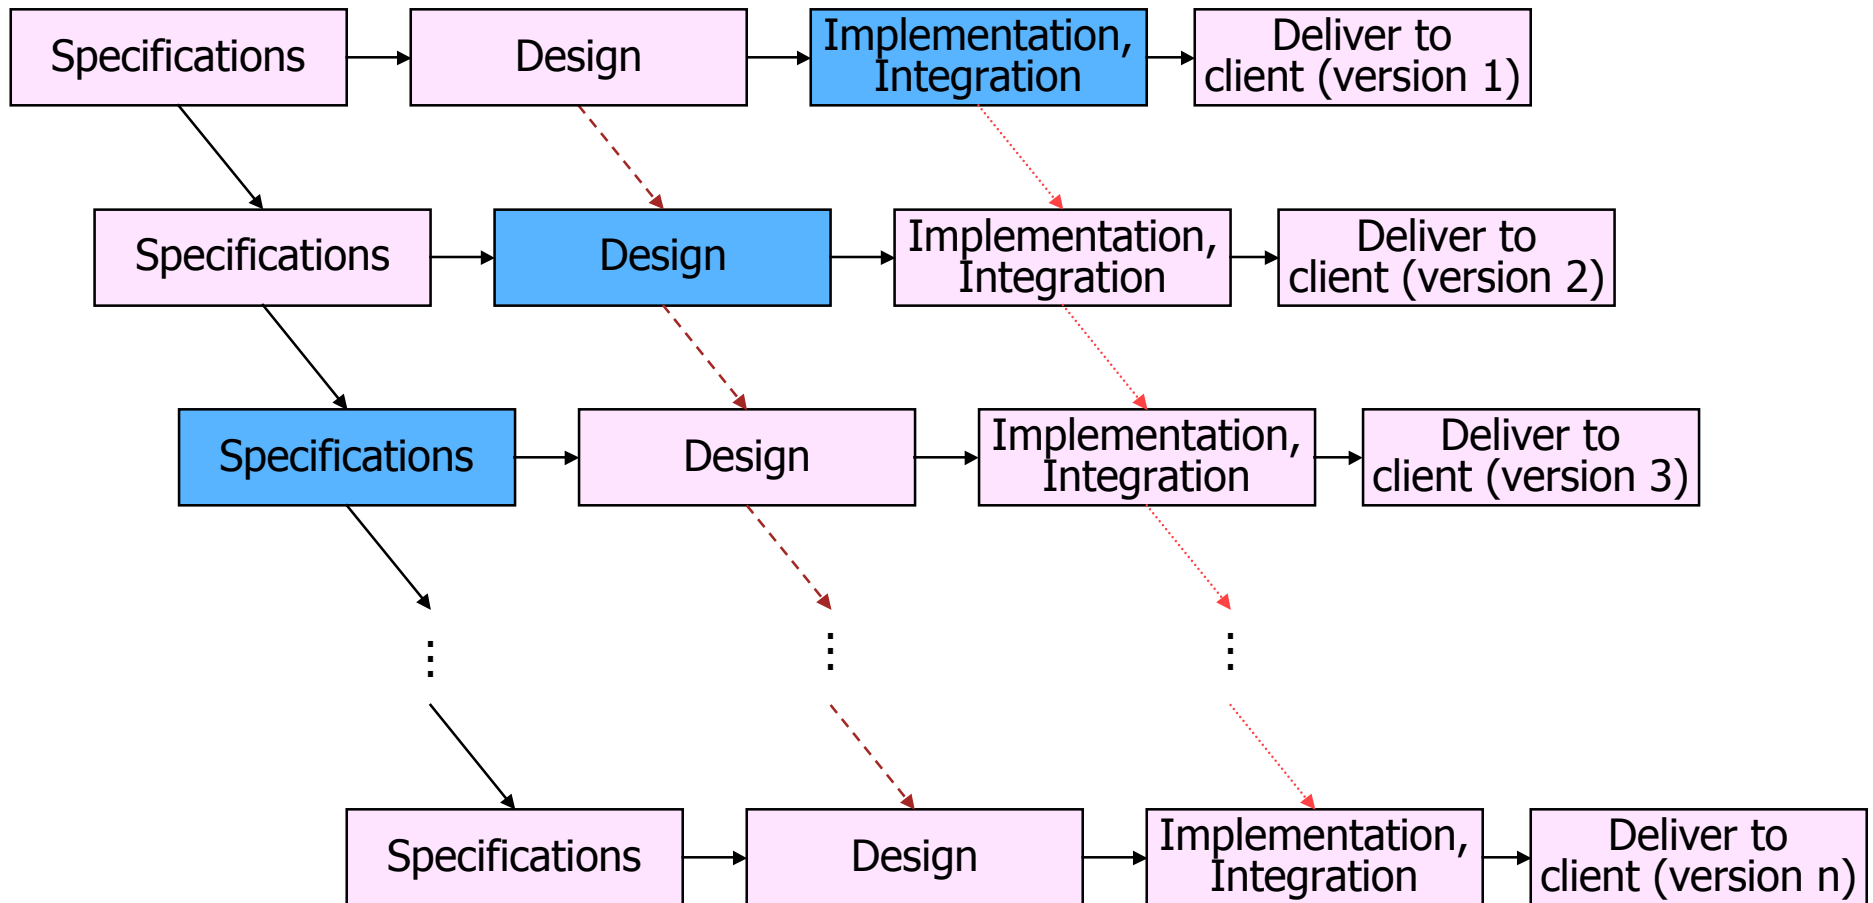 Specifications
Design
Implementation,
Integration
Deliver to
client (version 1)
Specifications
Design
Implementation,
Integration
Deliver to
client (version 2)
Specifications
Design
Implementation,
Integration
Deliver to
client (version 3)
Specifications
Design
Implementation,
Integration
Deliver to
client (version n)